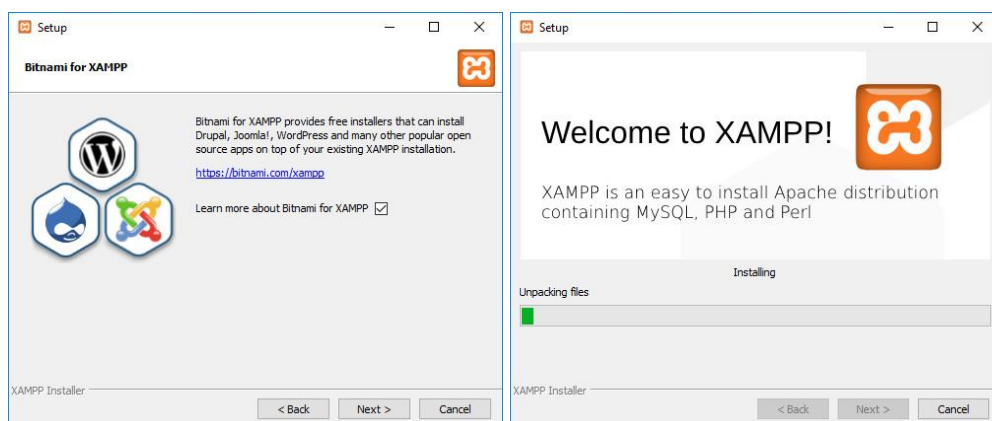 Setup
Bitnami for XAMPP
Bitnami for XAMPP provides free installers that can install
Drupal, Joomla!, WordPress and many other popular open
source apps on top of your existing XAMPP installation.
https://bitnami.com/xampp
Learn more about Bitnami for XAMPP
XAMPP Installer
< Back Next > Cancel
Setup
Welcome to XAMPP!
XAMPP is an easy to install Apache distribution
containing MySQL, PHP and Perl
Installing
Unpacking files
XAMPP Installer
< Back Next > Cancel